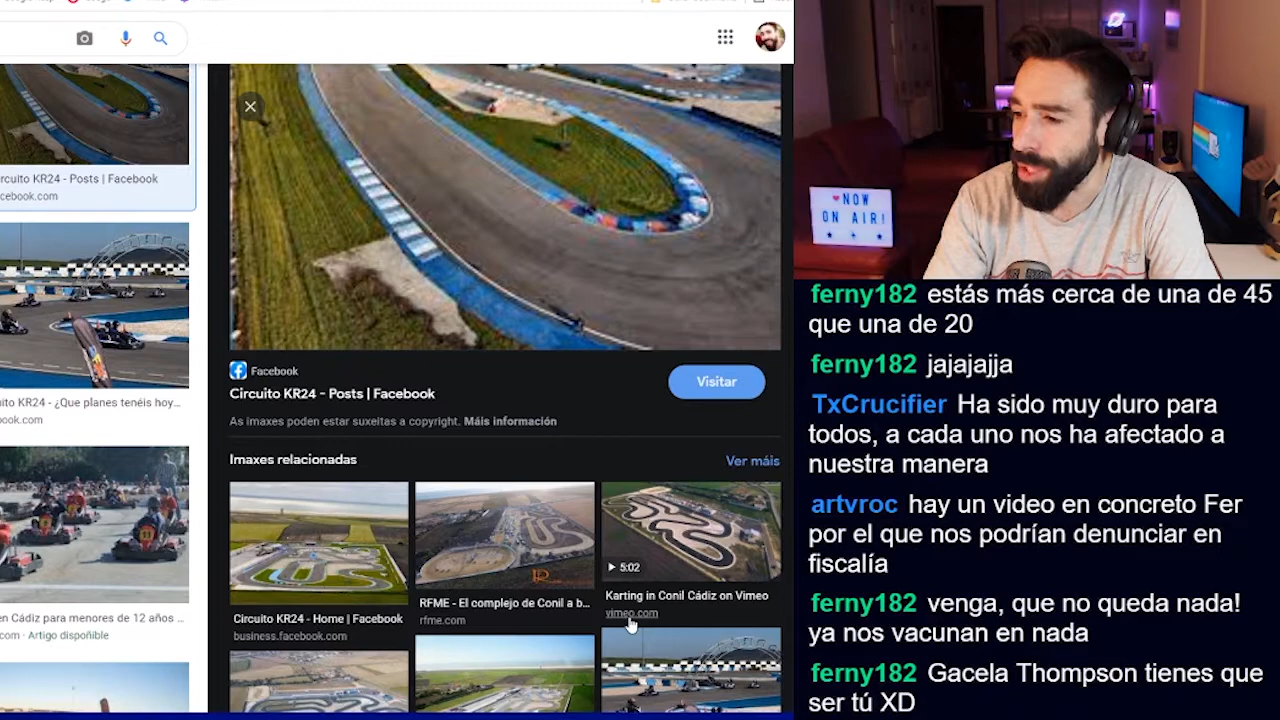 rcuito KR24 - Posts | Facebook
cebook.com
ito KR24 - ¿Que planes tenéis hoy...
ook.com
en Cádiz para menores de 12 años ...
com - Artigo dispoñible
Facebook
Circuito KR24 - Posts | Facebook
Visitar
As imaxes poden estar suxeitas a copyright. Máis información
Imaxes relacionadas
Ver máis
5:02
Circuito KR24 - Home | Facebook
business.facebook.com
RFME - El complejo de Conil a b...
rfme.com
Karting in Conil Cádiz on Vimeo
vimeo.com
NOW
ON AIR!
ferny182 estás más cerca de una de 45
que una de 20
ferny182 jajajajja
TxCrucifier Ha sido muy duro para
todos, a cada uno nos ha afectado a
nuestra manera
artvroc hay un video en concreto Fer
por el que nos podrían denunciar en
fiscalía
ferny182 venga, que no queda nada!
ya nos vacunan en nada
ferny182 Gacela Thompson tienes que
ser tú XD